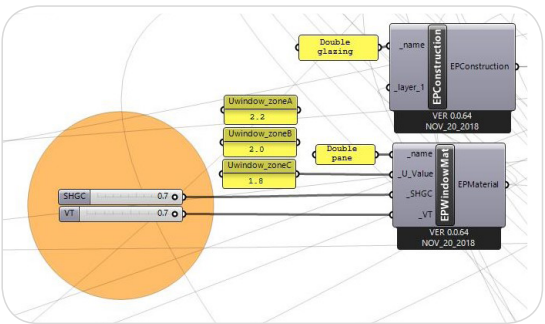 Double
glazing
_name
_layer_1
EPConstruction
EPConstruction
VER 0.0.64
NOV_20_2018
Uwindow_zoneA
2.2
Uwindow_zoneB
2.0
Uwindow_zoneC
1.8
Double
pane
_name
_U_Value
_SHGC
_VT
EPWindowMat
EPMaterial
VER 0.0.64
NOV_20_2018
SHGC 0.7
VT 0.7